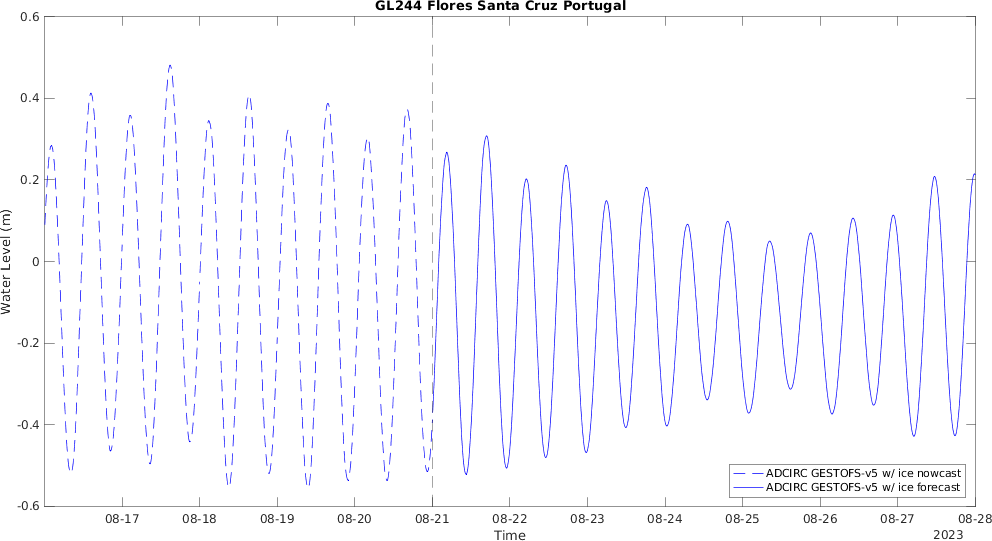 GL244 Flores Santa Cruz Portugal
0.6
0.4
0.2
0
-0.2
-0.4
-0.6
Water Level (m)
ADCIRC GESTOFS-v5 w/ ice nowcast
ADCIRC GESTOFS-v5 w/ ice forecast
08-17 08-18 08-19 08-20 08-21 08-22 08-23 08-24 08-25 08-26 08-27 08-28
Time
2023